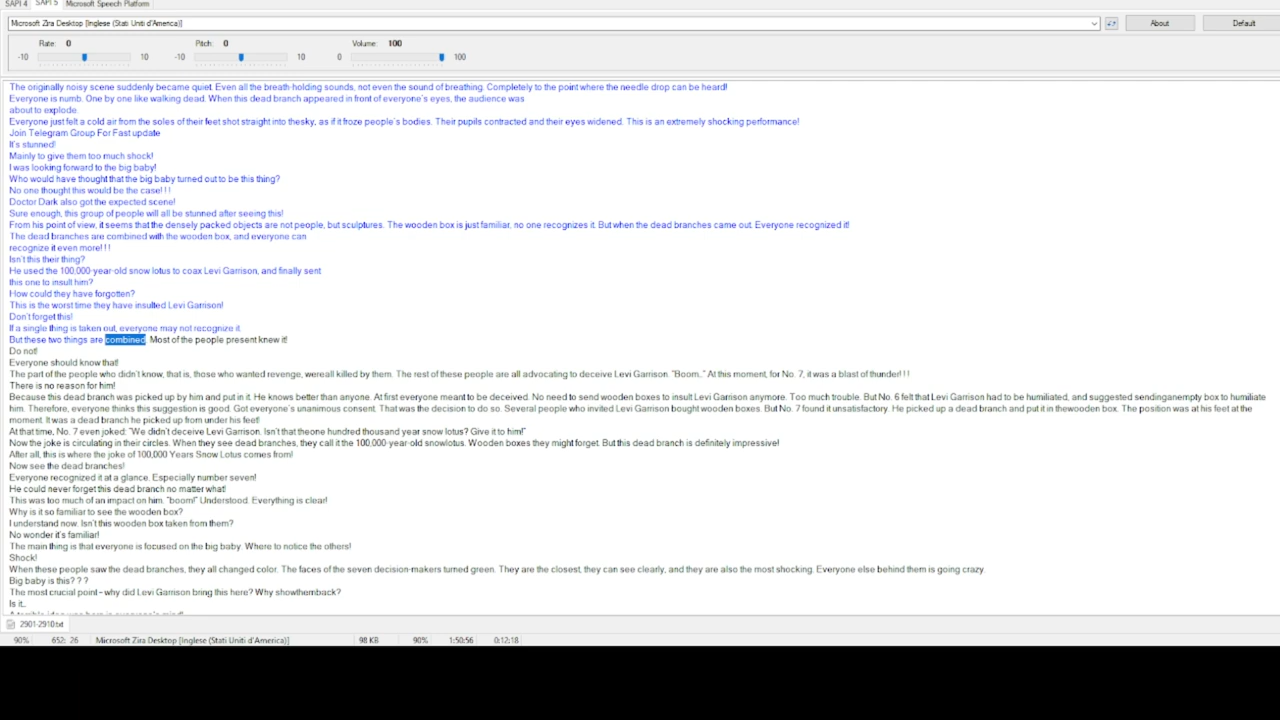 SAPI 4 SAPI 5 Microsoft Speech Platform
Microsoft Zira Desktop [Inglese (Stati Uniti d'America)] About Default
Rate: 0 Pitch: 0 Volume: 100
-10 10 -10 10 0 100
The originally noisy scene suddenly became quiet. Even all the breath-holding sounds, not even the sound of breathing. Completely to the point where the needle drop can be heard!
Everyone is numb. One by one like walking dead. When this dead branch appeared in front of everyone's eyes, the audience was
about to explode.
Everyone just felt a cold air from the soles of their feet shot straight into thesky, as if it froze people's bodies. Their pupils contracted and their eyes widened. This is an extremely shocking performance!
Join Telegram Group For Fast update
It's stunned!
Mainly to give them too much shock!
I was looking forward to the big baby!
Who would have thought that the big baby turned out to be this thing?
No one thought this would be the case! ! !
Doctor Dark also got the expected scene!
Sure enough, this group of people will all be stunned after seeing this!
From his point of view, it seems that the densely packed objects are not people, but sculptures. The wooden box is just familiar, no one recognizes it. But when the dead branches came out. Everyone recognized it!
The dead branches are combined with the wooden box, and everyone can
recognize it even more! ! !
Isn't this their thing?
He used the 100,000-year-old snow lotus to coax Levi Garrison, and finally sent
this one to insult him?
How could they have forgotten?
This is the worst time they have insulted Levi Garrison!
Don't forget this!
If a single thing is taken out, everyone may not recognize it.
But these two things are combined. Most of the people present knew it!
Do not!
Everyone should know that!
The part of the people who didn't know, that is, those who wanted revenge, wereall killed by them. The rest of these people are all advocating to deceive Levi Garrison. "Boom..." At this moment, for No. 7, it was a blast of thunder! ! !
There is no reason for him!
Because this dead branch was picked up by him and put in it. He knows better than anyone. At first everyone meant to be deceived. No need to send wooden boxes to insult Levi Garrison anymore. Too much trouble. But No. 6 felt that Levi Garrison had to be humiliated, and suggested sendinganempty box to humiliate
him. Therefore, everyone thinks this suggestion is good. Got everyone's unanimous consent. That was the decision to do so. Several people who invited Levi Garrison bought wooden boxes. But No. 7 found it unsatisfactory. He picked up a dead branch and put it in thewooden box. The position was at his feet at the
moment. It was a dead branch he picked up from under his feet!
At that time, No. 7 even joked: "We didn't deceive Levi Garrison. Isn't that theone hundred thousand year snow lotus? Give it to him!"
Now the joke is circulating in their circles. When they see dead branches, they call it the 100,000-year-old snowlotus. Wooden boxes they might forget. But this dead branch is definitely impressive!
After all, this is where the joke of 100,000 Years Snow Lotus comes from!
Now see the dead branches!
Everyone recognized it at a glance. Especially number seven!
He could never forget this dead branch no matter what!
This was too much of an impact on him. "boom!" Understood. Everything is clear!
Why is it so familiar to see the wooden box?
I understand now. Isn't this wooden box taken from them?
No wonder it's familiar!
The main thing is that everyone is focused on the big baby. Where to notice the others!
Shock!
When these people saw the dead branches, they all changed color. The faces of the seven decision-makers turned green. They are the closest, they can see clearly, and they are also the most shocking. Everyone else behind them is going crazy.
Big baby is this? ? ?
The most crucial point - why did Levi Garrison bring this here? Why showthemback?
Is it...
A terrible idea was born in everyone's mind!
2901-2910.txt
90% 652: 26 Microsoft Zira Desktop [Inglese (Stati Uniti d'America)] 98 KB 90% 1:50:56 0:12:18